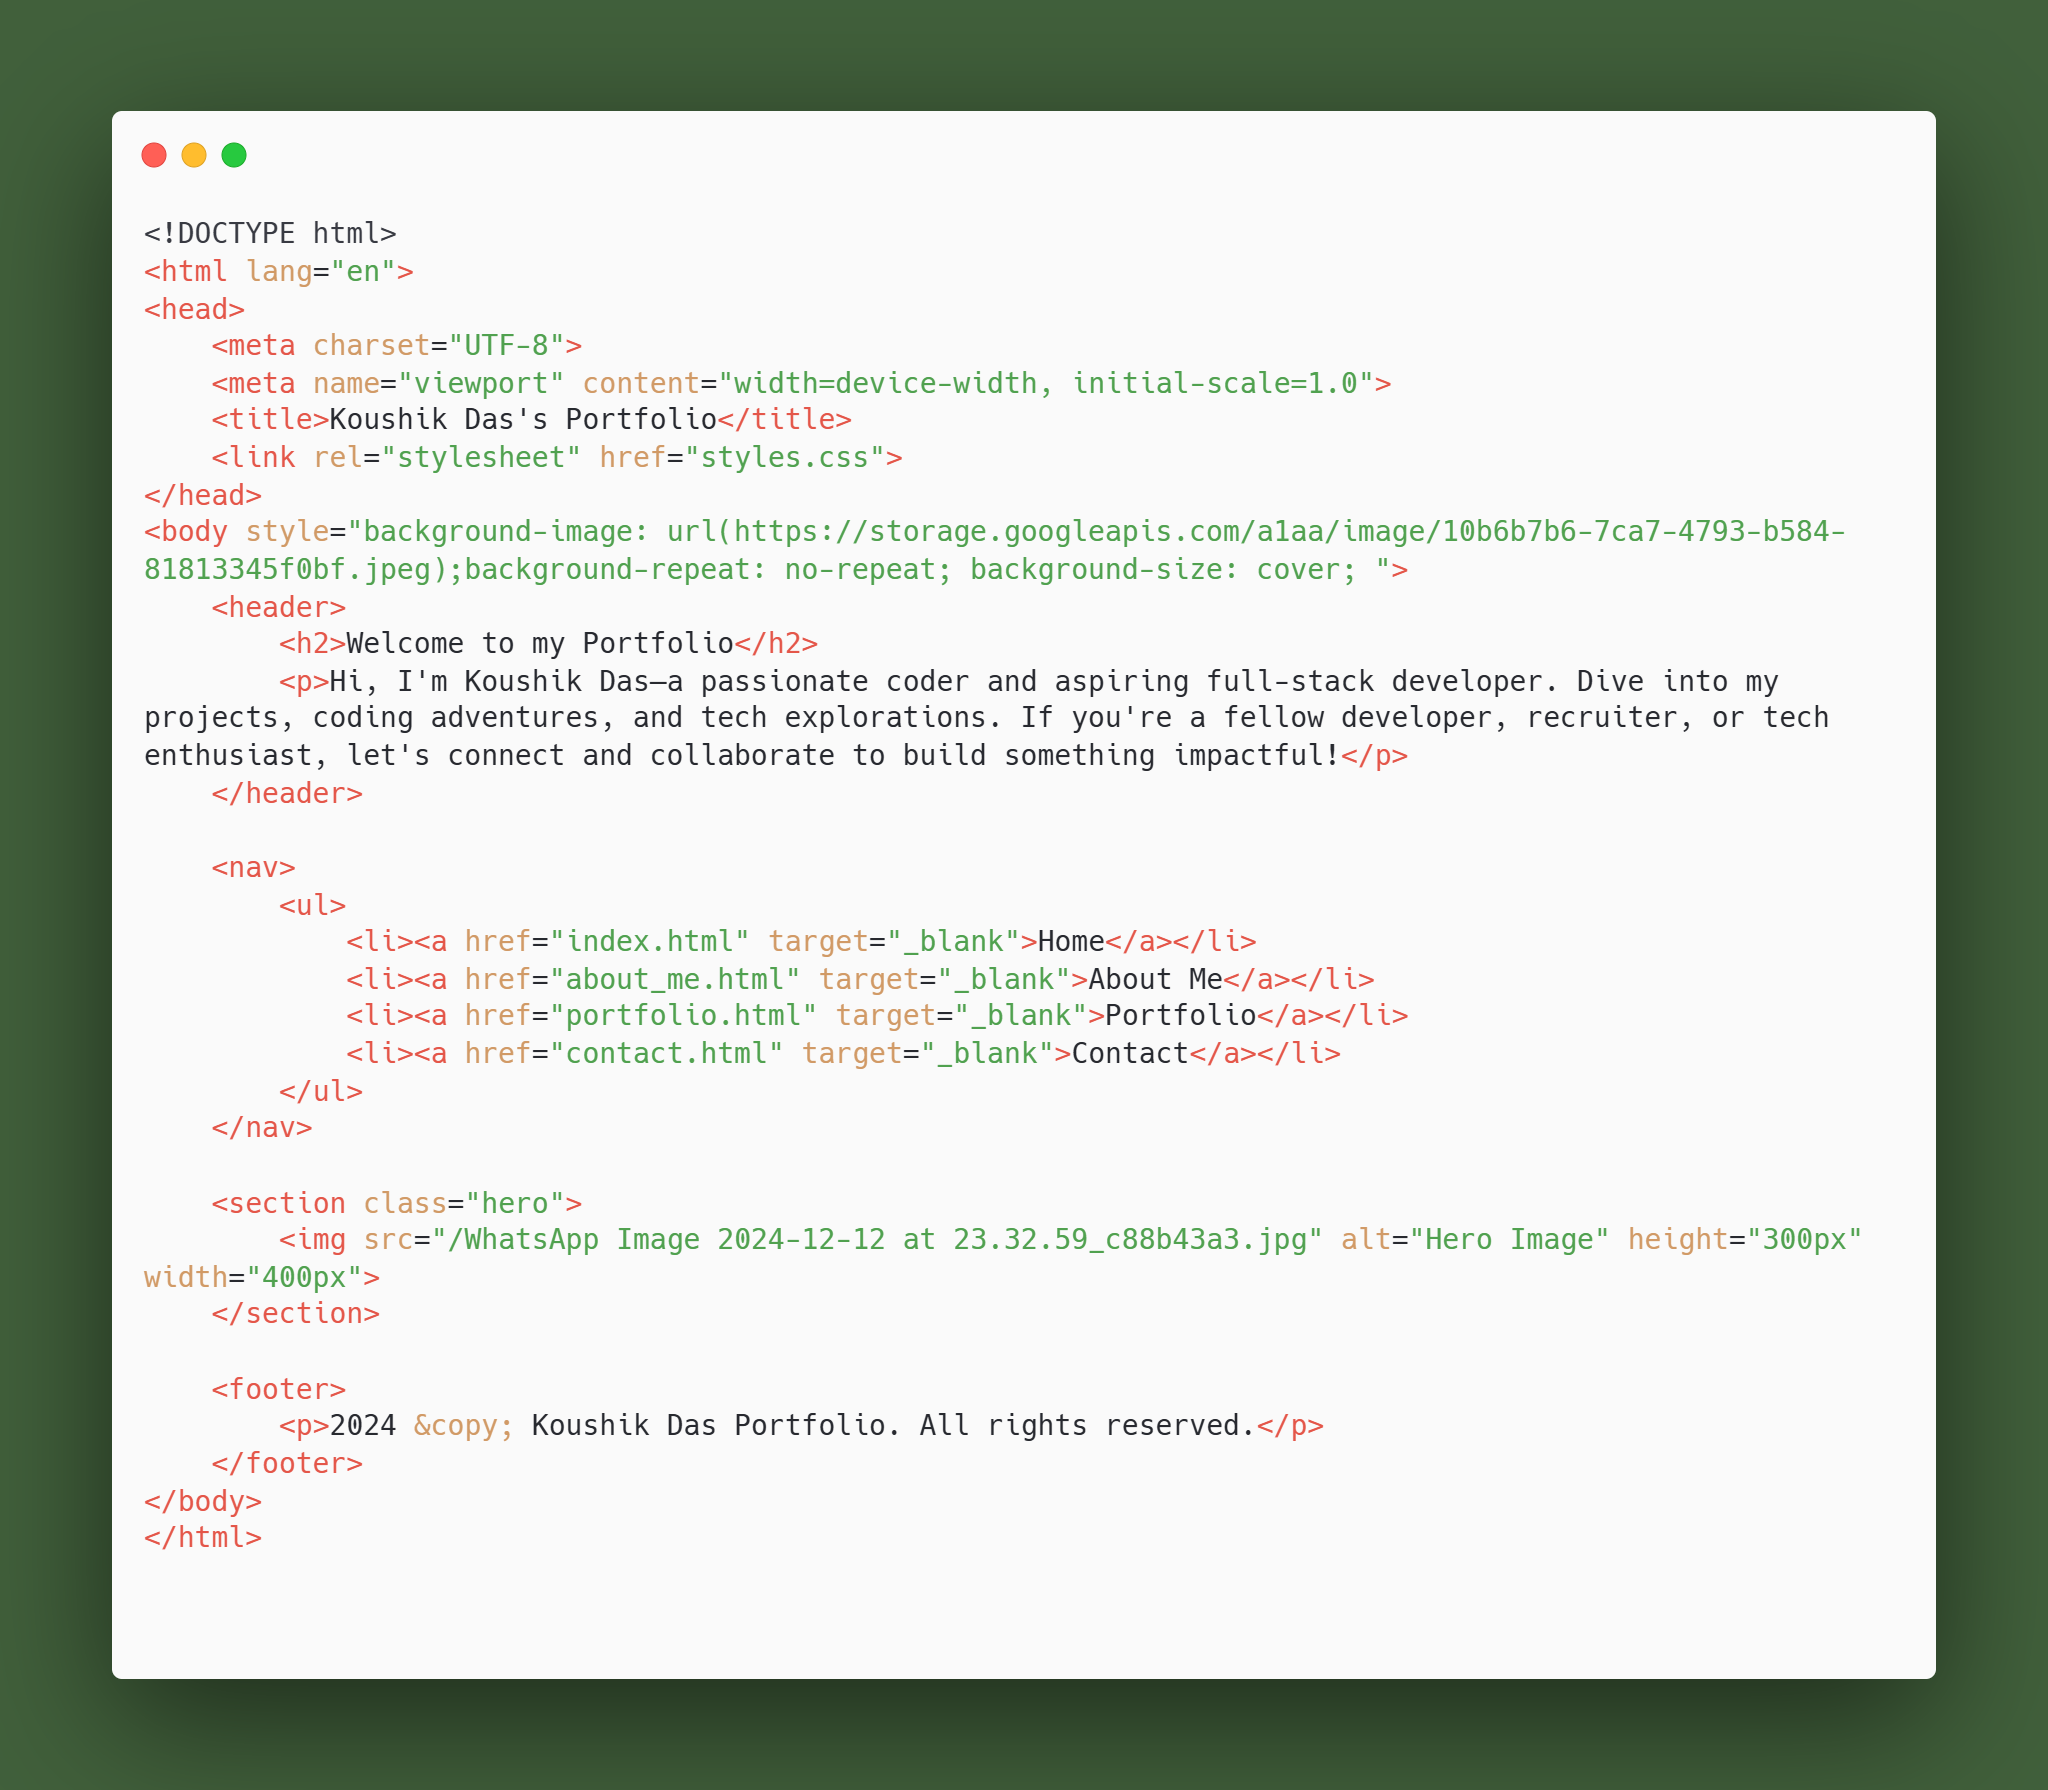 <!DOCTYPE html>
<html lang="en">
<head>
    <meta charset="UTF-8">
    <meta name="viewport" content="width=device-width, initial-scale=1.0">
    <title>Koushik Das's Portfolio</title>
    <link rel="stylesheet" href="styles.css">
</head>
<body style="background-image: url(https://storage.googleapis.com/a1aa/image/10b6b7b6-7ca7-4793-b584-
81813345f0bf.jpeg);background-repeat: no-repeat; background-size: cover; ">
    <header>
        <h2>Welcome to my Portfolio</h2>
        <p>Hi, I'm Koushik Das—a passionate coder and aspiring full-stack developer. Dive into my
projects, coding adventures, and tech explorations. If you're a fellow developer, recruiter, or tech
enthusiast, let's connect and collaborate to build something impactful!</p>
    </header>

    <nav>
        <ul>
            <li><a href="index.html" target="_blank">Home</a></li>
            <li><a href="about_me.html" target="_blank">About Me</a></li>
            <li><a href="portfolio.html" target="_blank">Portfolio</a></li>
            <li><a href="contact.html" target="_blank">Contact</a></li>
        </ul>
    </nav>

    <section class="hero">
        <img src="/WhatsApp Image 2024-12-12 at 23.32.59_c88b43a3.jpg" alt="Hero Image" height="300px"
width="400px">
    </section>

    <footer>
        <p>2024 &copy; Koushik Das Portfolio. All rights reserved.</p>
    </footer>
</body>
</html>